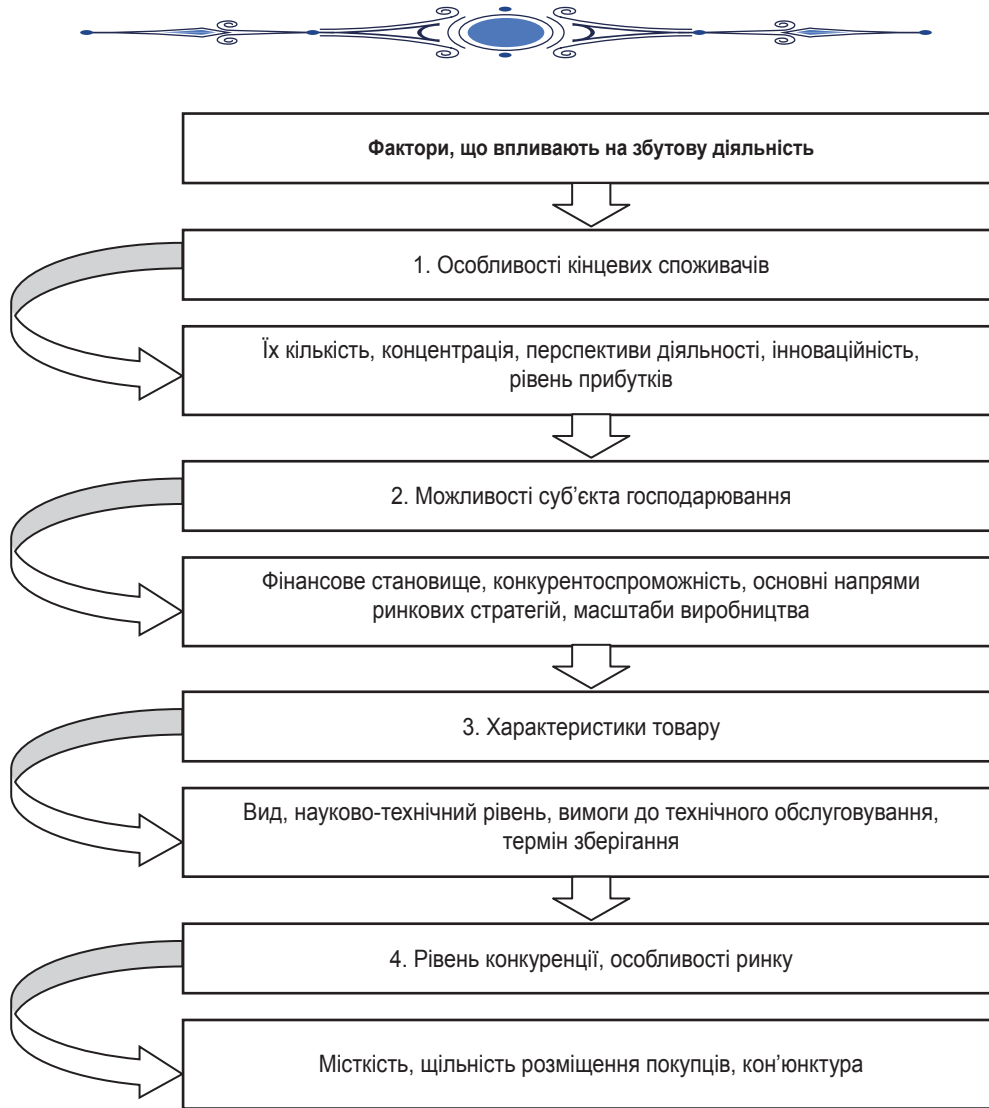 Фактори, що впливають на збутову діяльність
1. Особливості кінцевих споживачів
Їх кількість, концентрація, перспективи діяльності, інноваційність,
рівень прибутків
2. Можливості суб’єкта господарювання
Фінансове становище, конкурентоспроможність, основні напрями
ринкових стратегій, масштаби виробництва
3. Характеристики товару
Вид, науково-технічний рівень, вимоги до технічного обслуговування,
термін зберігання
4. Рівень конкуренції, особливості ринку
Місткість, щільність розміщення покупців, кон’юнктура